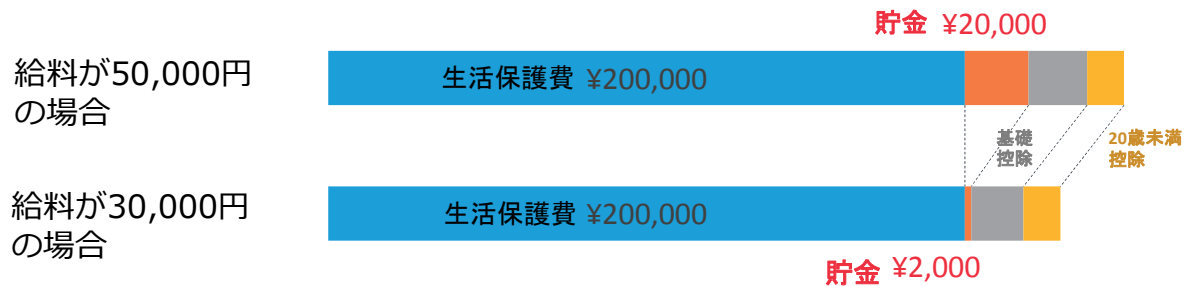 貯金 ¥20,000
給料が50,000円
の場合
生活保護費 ¥200,000
基礎
控除
20歳未満
控除
給料が30,000円
の場合
生活保護費 ¥200,000
貯金 ¥2,000